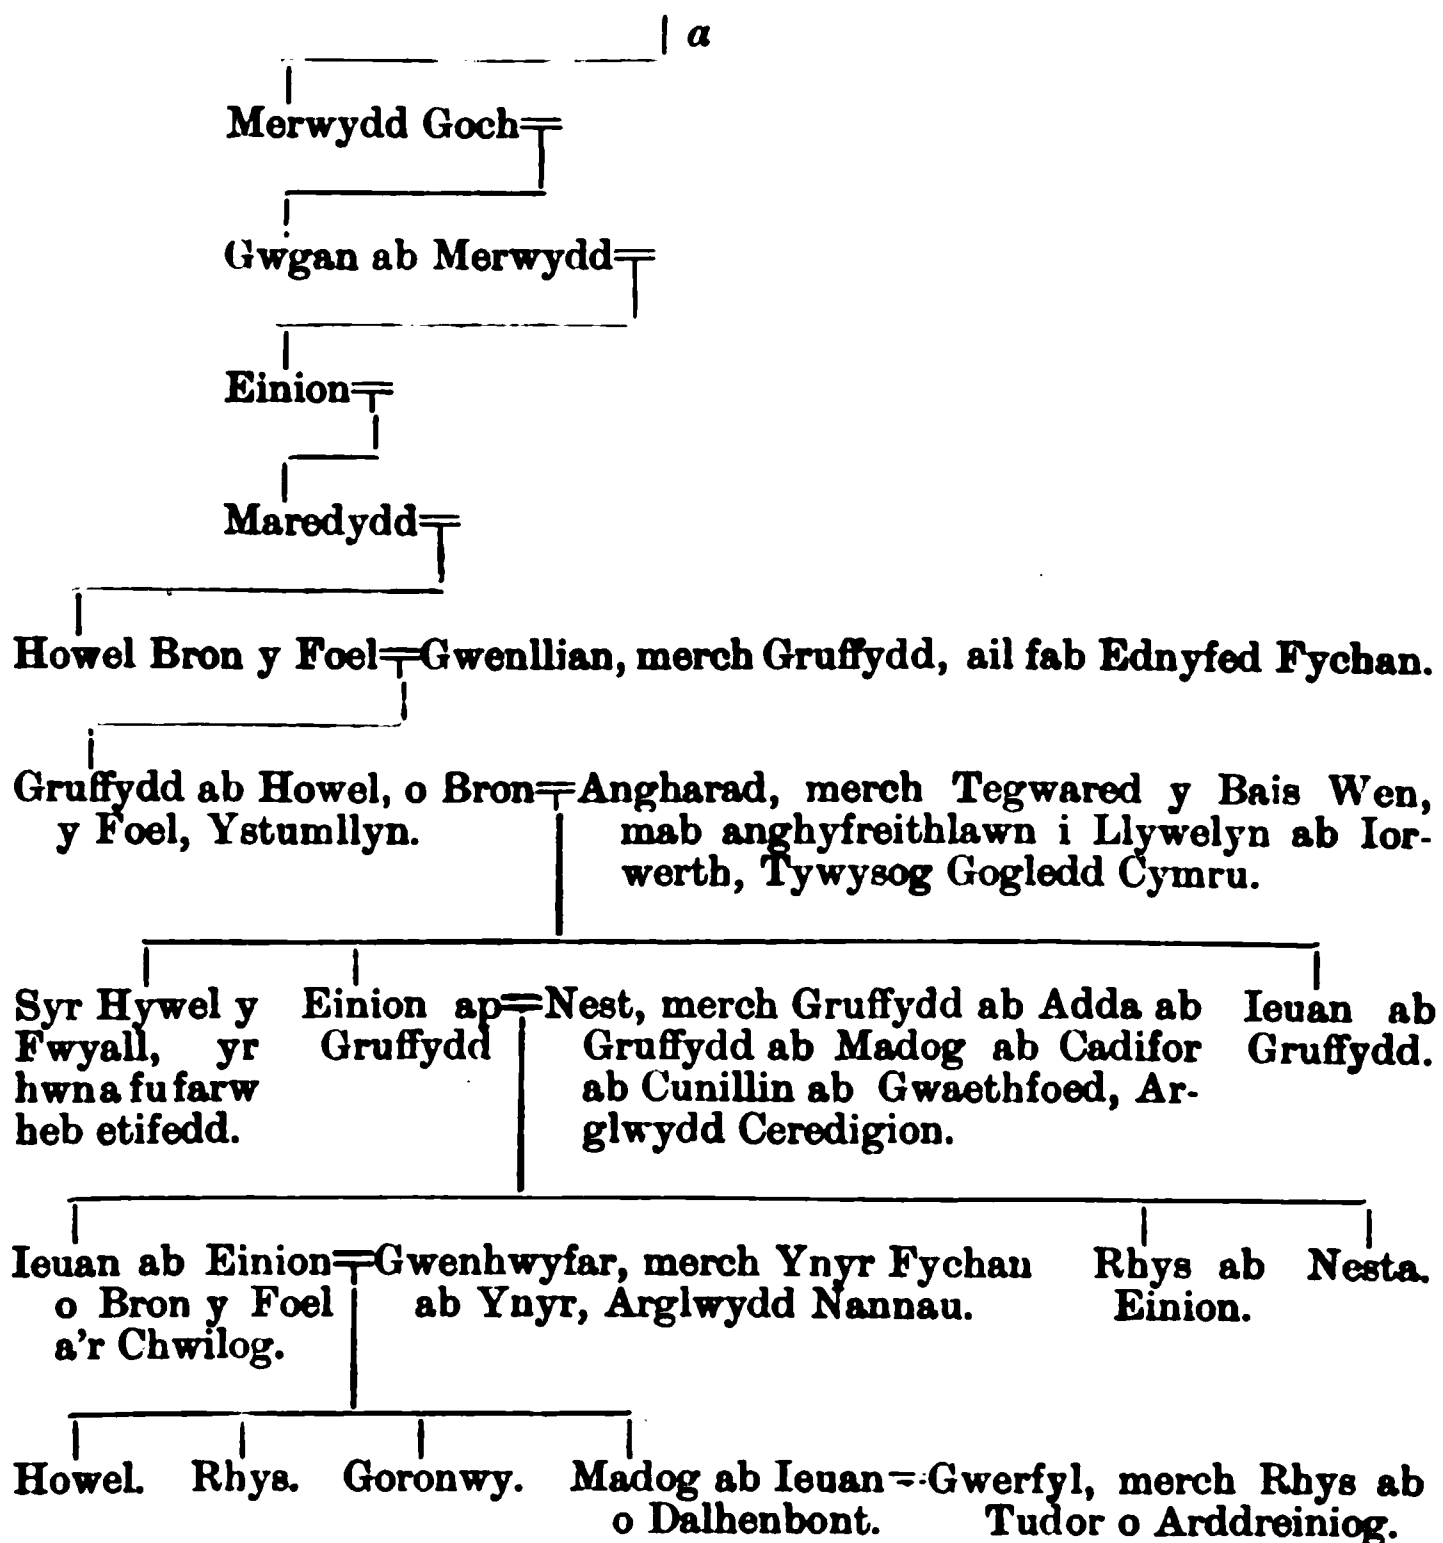 a
Merwydd Goch
Gwgan ab Merwydd
Einion
Maredydd
Howel Bron y Foel=Gwenllian, merch Gruffydd, ail fab Ednyfed Fychan.
Gruffydd ab Howel, o Bron
y Foel, Ystumllyn.
Angharad, merch Tegwared y Bais Wen,
mab anghyfreithlawn i Llywelyn ab Ior-
werth, Tywysog Gogledd Cymru.
Syr Hywel y
Fwyall, yr
hwn a fu farw
heb etifedd.
Einion ap
Gruffydd
Nest, merch Gruffydd ab Adda ab
Gruffydd ab Madog ab Cadifor
ab Cunillin ab Gwaethfoed, Ar-
glwydd Ceredigion.
Ieuan ab
Gruffydd.
Ieuan ab Einion
o Bron y Foel
a'r Chwilog.
Gwenhwyfar, merch Ynyr Fychan
ab Ynyr, Arglwydd Nannau.
Rhys ab
Einion.
Nesta.
Howel.
Rhys.
Goronwy.
Madog ab Ieuan
o Dalhenbont.
Gwerfyl, merch Rhys ab
Tudor o Arddreiniog.